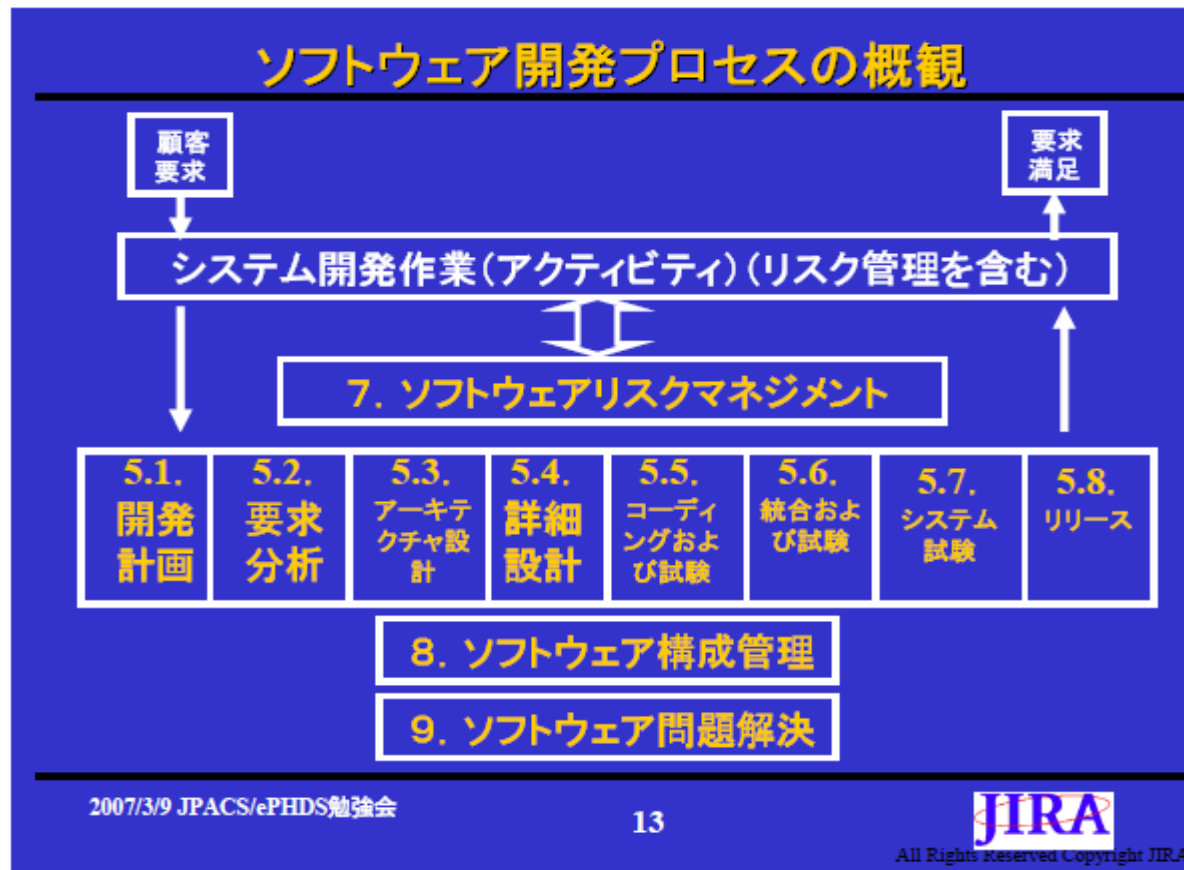 ソフトウェア開発プロセスの概観
顧客
要求
要求
満足
システム開発作業(アクティビティ)(リスク管理を含む)
7. ソフトウェアリスクマネジメント
5.1.
開発
計画
5.2.
要求
分析
5.3.
アーキテ
クチャ設
計
5.4.
詳細
設計
5.5.
コーディ
ングおよ
び試験
5.6.
統合およ
び試験
5.7.
システム
試験
5.8.
リリース
8. ソフトウェア構成管理
9. ソフトウェア問題解決
2007/3/9 JPACS/ePHDS勉強会
13
JIRA
All Rights Reserved Copyright JIRA